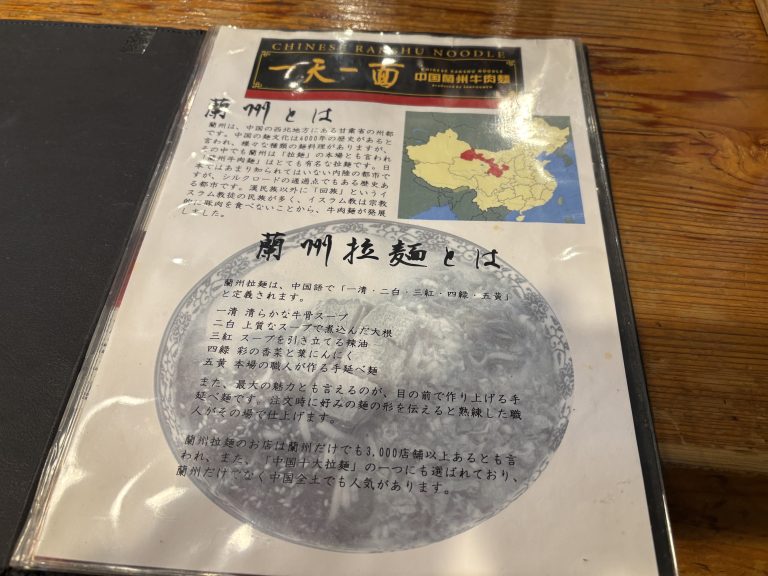 CHINESE RANSHU NOODLE
一天一面
CHINESE RANSHU NOODLE
中国蘭州牛肉麺
蘭州とは
蘭州は、中国の西北地方にある甘粛省の州都
です。中国の麺文化は4000年の歴史があると
言われ、様々な種類の麺料理がありますが、
その中でも蘭州は「拉麺」の本場とも言われ
「蘭州牛肉麺」はとても有名な拉麺です。日
本ではあまり知られてはいない内陸の都市で
すが、シルクロードの通過点でもある歴史あ
る都市です。漢民族以外に「回族」というイ
スラム教徒の民族が多く、イスラム教は宗教
的に豚肉を食べないことから、牛肉麺が発展
しました。
蘭州拉麺とは
蘭州拉麺は、中国語で「一清・二白・三紅・四緑・五黄」
と定義されます。
一清 清らかな牛骨スープ
二白 上質なスープで煮込んだ大根
三紅 スープを引き立てる辣油
四緑 彩の香菜と葉にんにく
五黄 本場の職人が作る手延べ麺
また、最大の魅力とも言えるのが、目の前で作り上げる手
延べ麺です。注文時に好みの麺の形を伝えると熟練した職
人がその場で仕上げます。
蘭州拉麺のお店は蘭州だけでも3,000店舗以上あるとも言
われ、また、「中国十大拉麺」の一つにも選ばれており、
蘭州だけでなく中国全土でも人気があります。